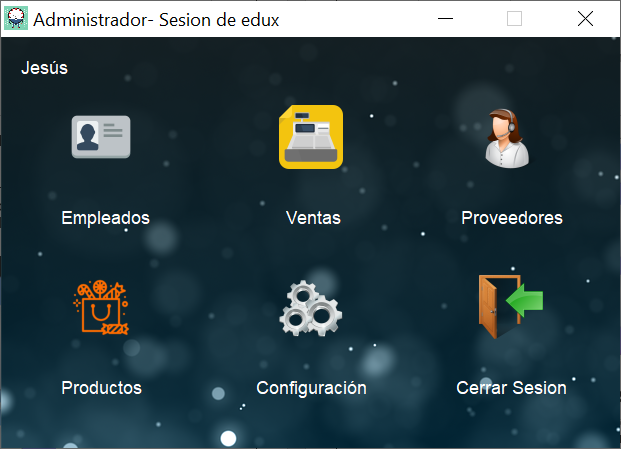 Administrador- Sesion de edux
Jesús
Empleados
Ventas
Proveedores
Productos
Configuración
Cerrar Sesion